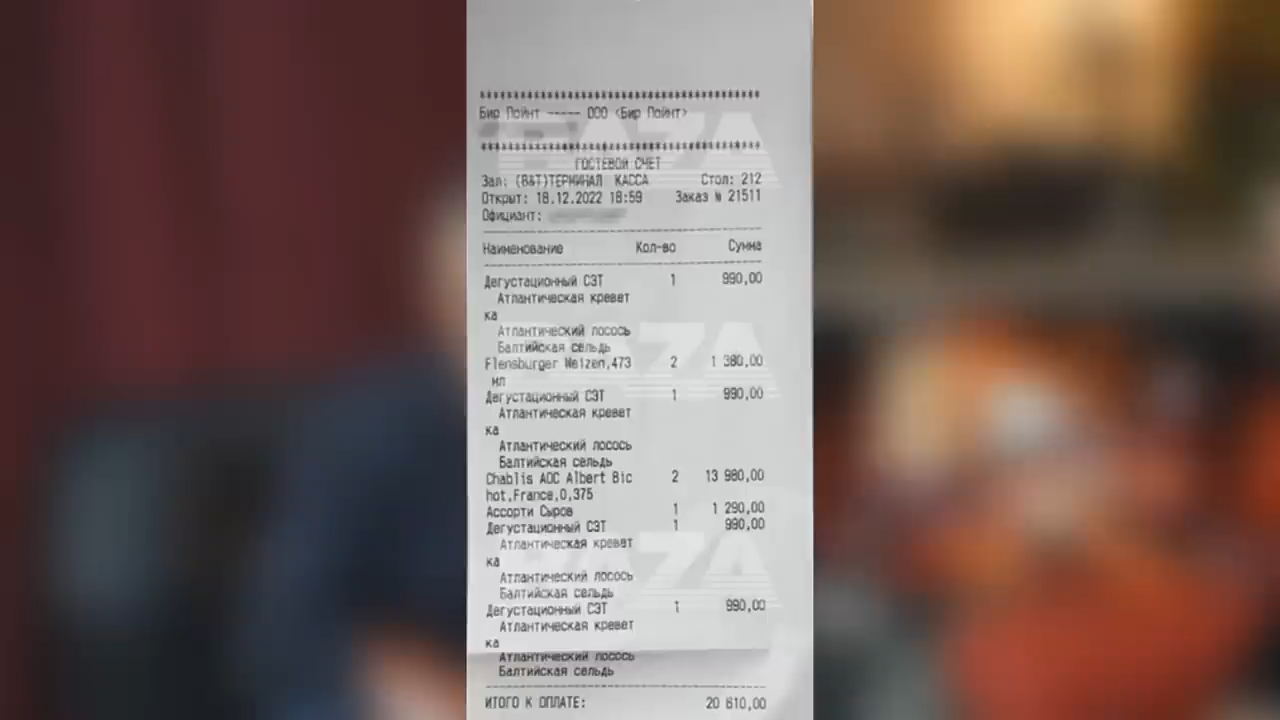 ****************************************
Бир Пойнт ----- ООО <Бир Пойнт>
BAZA
****************************************
ГОСТЕВОЙ СЧЕТ
Зал: (B&T)ТЕРМИНАЛ КАССА Стол: 212
Открыт: 18.12.2022 18:59 Заказ № 21511
Официант:
Наименование Кол-во Сумма
Дегустационный СЭТ 1 990,00
Атлантическая кревет
ка
Атлантический лосось
BAZA
Балтийская сельдь
Flensburger Weizen,473 2 1 380,00
мл
Дегустационный СЭТ 1 990,00
Атлантическая кревет
ка
Атлантический лосось
Балтийская сельдь
Chablis AOC Albert Bic 2 13 980,00
hot,France,0,375
Ассорти Сыров 1 1 290,00
Дегустационный СЭТ 1 990,00
Атлантическая кревет
ка
BAZA
Атлантический лосось
Балтийская сельдь
Дегустационный СЭТ 1 990,00
Атлантическая кревет
ка
Атлантический лосось
Балтийская сельдь
ИТОГО К ОПЛАТЕ: 20 610,00